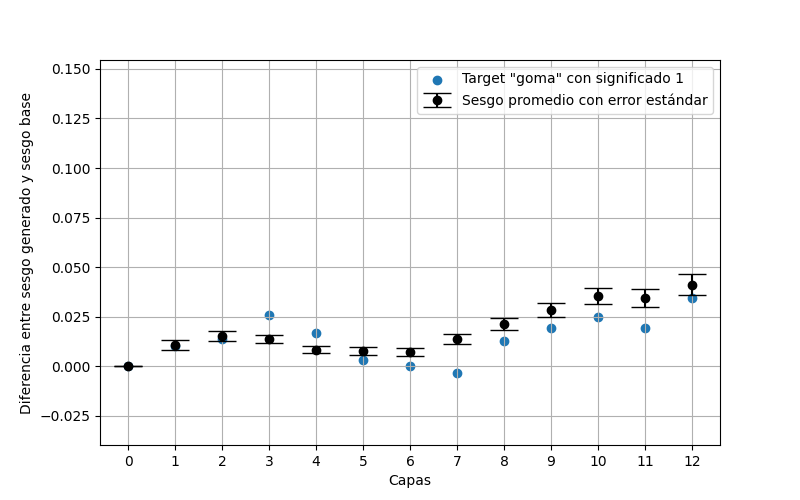 Target "goma" con significado 1
Sesgo promedio con error estándar
Diferencia entre sesgo generado y sesgo base
0.150
0.125
0.100
0.075
0.050
0.025
0.000
−0.025
0 1 2 3 4 5 6 7 8 9 10 11 12
Capas